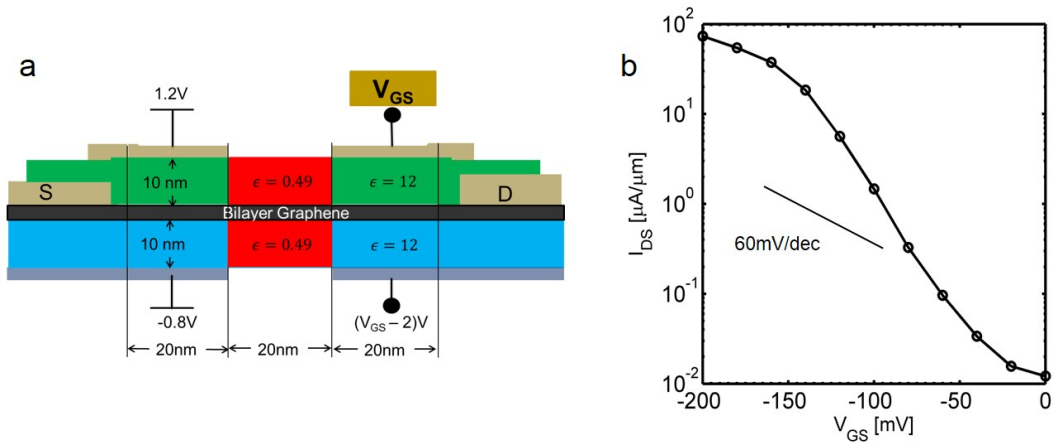 a
1.2V
V_GS
10 nm
ϵ = 0.49
ϵ = 12
S
D
Bilayer Graphene
10 nm
ϵ = 0.49
ϵ = 12
-0.8V
(V_GS – 2)V
20nm
20nm
20nm
b
I_DS [μA/μm]
10^2
10^1
10^0
10^-1
10^-2
60mV/dec
-200
-150
-100
-50
0
V_GS [mV]